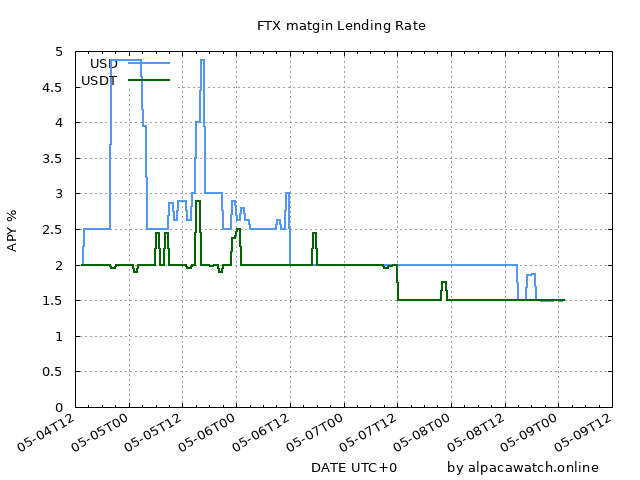 FTX matgin Lending Rate
USD
USDT
APY %
5
4.5
4
3.5
3
2.5
2
1.5
1
0.5
0
05-04T12
05-05T00
05-05T12
05-06T00
05-06T12
05-07T00
05-07T12
05-08T00
05-08T12
05-09T00
05-09T12
DATE UTC+0
by alpacawatch.online